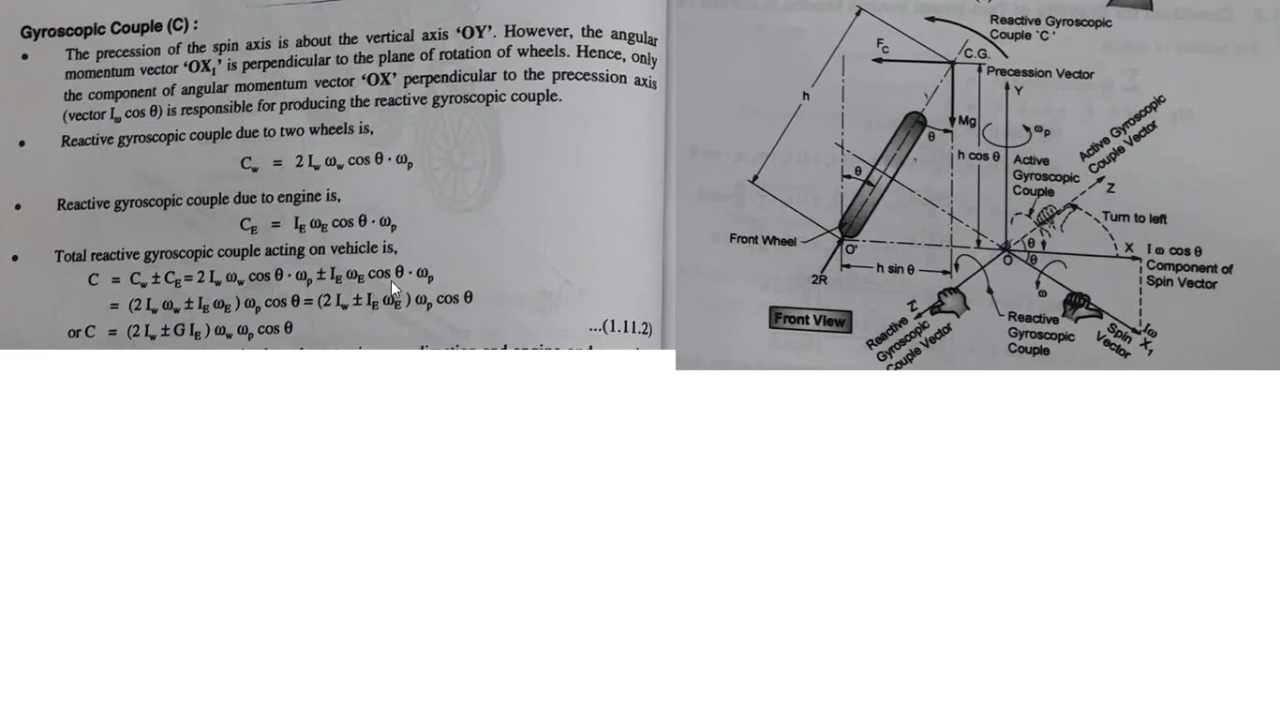 Gyroscopic Couple (C) :
• The precession of the spin axis is about the vertical axis ‘OY’. However, the angular
momentum vector ‘OX₁’ is perpendicular to the plane of rotation of wheels. Hence, only
the component of angular momentum vector ‘OX’ perpendicular to the precession axis
(vector I_ω cos θ) is responsible for producing the reactive gyroscopic couple.
• Reactive gyroscopic couple due to two wheels is,
C_w = 2 I_w ω_w cos θ · ω_p
• Reactive gyroscopic couple due to engine is,
C_E = I_E ω_E cos θ · ω_p
• Total reactive gyroscopic couple acting on vehicle is,
C = C_w ± C_E = 2 I_w ω_w cos θ · ω_p ± I_E ω_E cos θ · ω_p
= (2 I_w ω_w ± I_E ω_E ) ω_p cos θ = (2 I_w ± I_E ω_E ) ω_p cos θ
or C = (2 I_w ± G I_E ) ω_w ω_p cos θ ...(1.11.2)
Reactive Gyroscopic
Couple ‘C’
F_c
C.G.
Precession Vector
h
Y
Mg
ω_p
θ
h cos θ
Active
Gyroscopic
Couple
Active Gyroscopic
Couple Vector
θ
Z
Turn to left
Front Wheel
O'
θ
X
I ω cos θ
Component of
Spin Vector
O
θ
h sin θ
2R
ω
Front View
Z'
Reactive
Gyroscopic
Couple Vector
Reactive
Gyroscopic
Couple
Spin
Vector
Iω
X₁